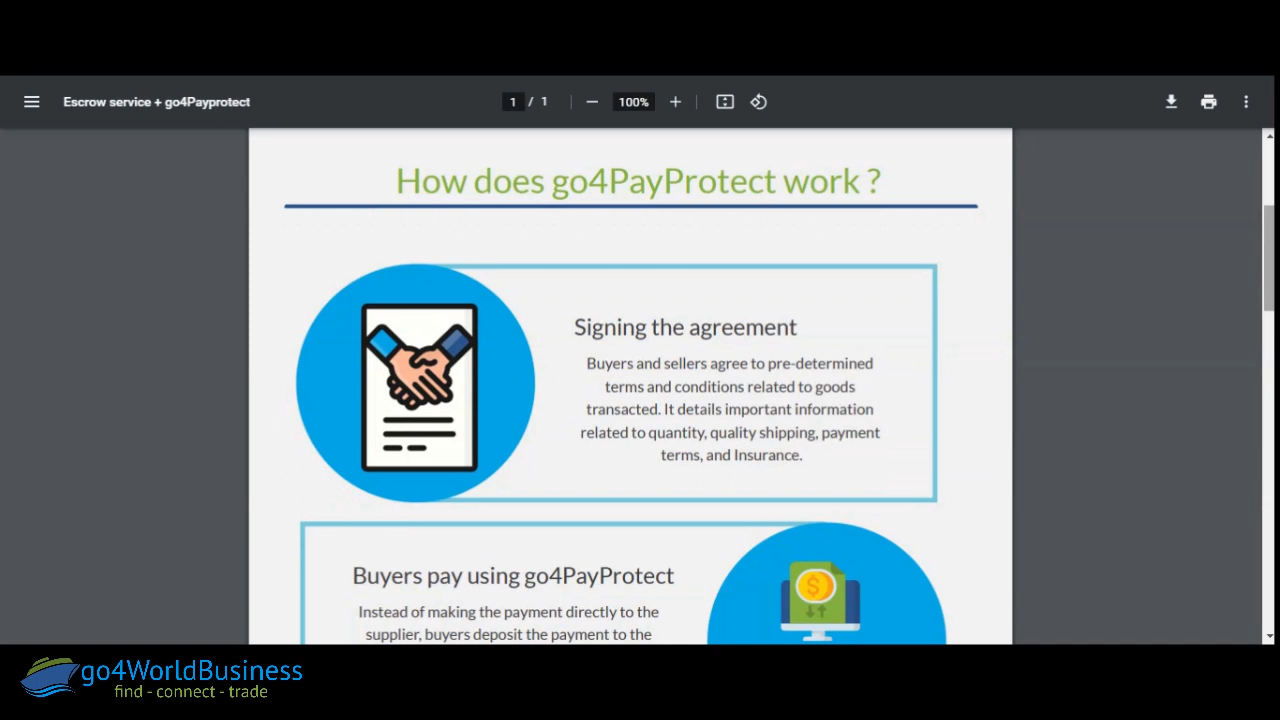 Escrow service + go4Payprotect
1 / 1
100%
How does go4PayProtect work ?
Signing the agreement
Buyers and sellers agree to pre-determined
terms and conditions related to goods
transacted. It details important information
related to quantity, quality shipping, payment
terms, and Insurance.
Buyers pay using go4PayProtect
$
Instead of making the payment directly to the
supplier, buyers deposit the payment to the
go4WorldBusiness
find - connect - trade